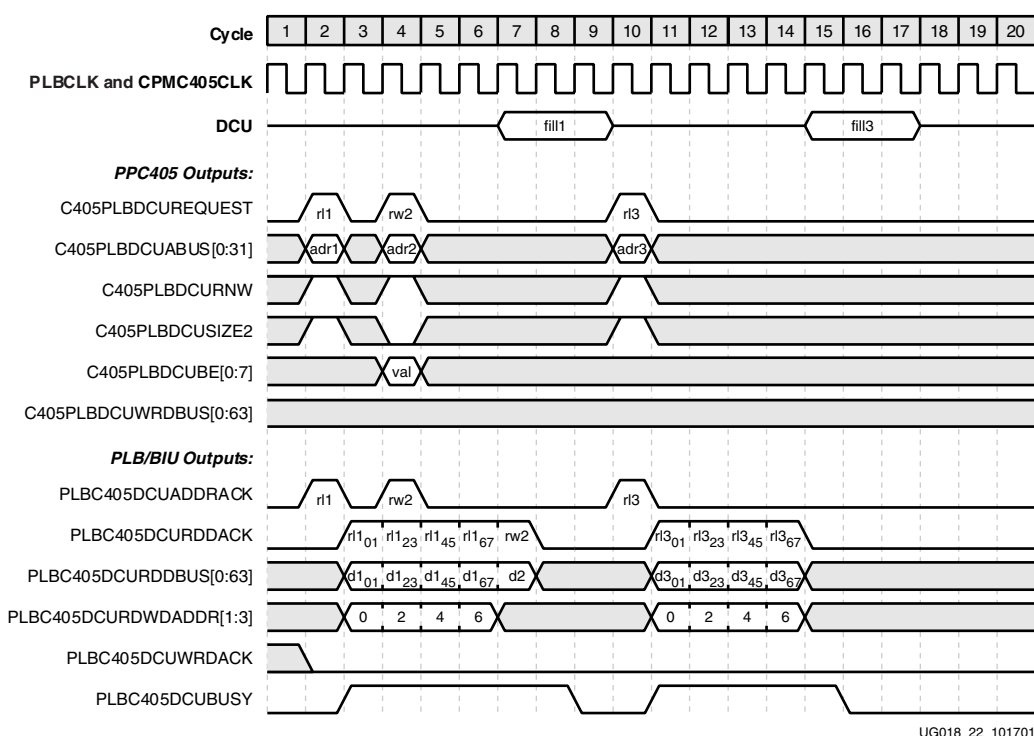 Cycle 1 2 3 4 5 6 7 8 9 10 11 12 13 14 15 16 17 18 19 20
PLBCLK and CPMC405CLK
DCU fill1 fill3
PPC405 Outputs:
C405PLBDCUREQUEST rl1 rw2 rl3
C405PLBDCUABUS[0:31] adr1 adr2 adr3
C405PLBDCURNW
C405PLBDCUSIZE2
C405PLBDCUBE[0:7] val
C405PLBDCUWRDBUS[0:63]
PLB/BIU Outputs:
PLBC405DCUADDRACK rl1 rw2 rl3
PLBC405DCURDDACK rl1₀₁ rl1₂₃ rl1₄₅ rl1₆₇ rw2 rl3₀₁ rl3₂₃ rl3₄₅ rl3₆₇
PLBC405DCURDDBUS[0:63] d1₀₁ d1₂₃ d1₄₅ d1₆₇ d2 d3₀₁ d3₂₃ d3₄₅ d3₆₇
PLBC405DCURDWDADDR[1:3] 0 2 4 6 0 2 4 6
PLBC405DCUWRDACK
PLBC405DCUBUSY
UG018_22_101701